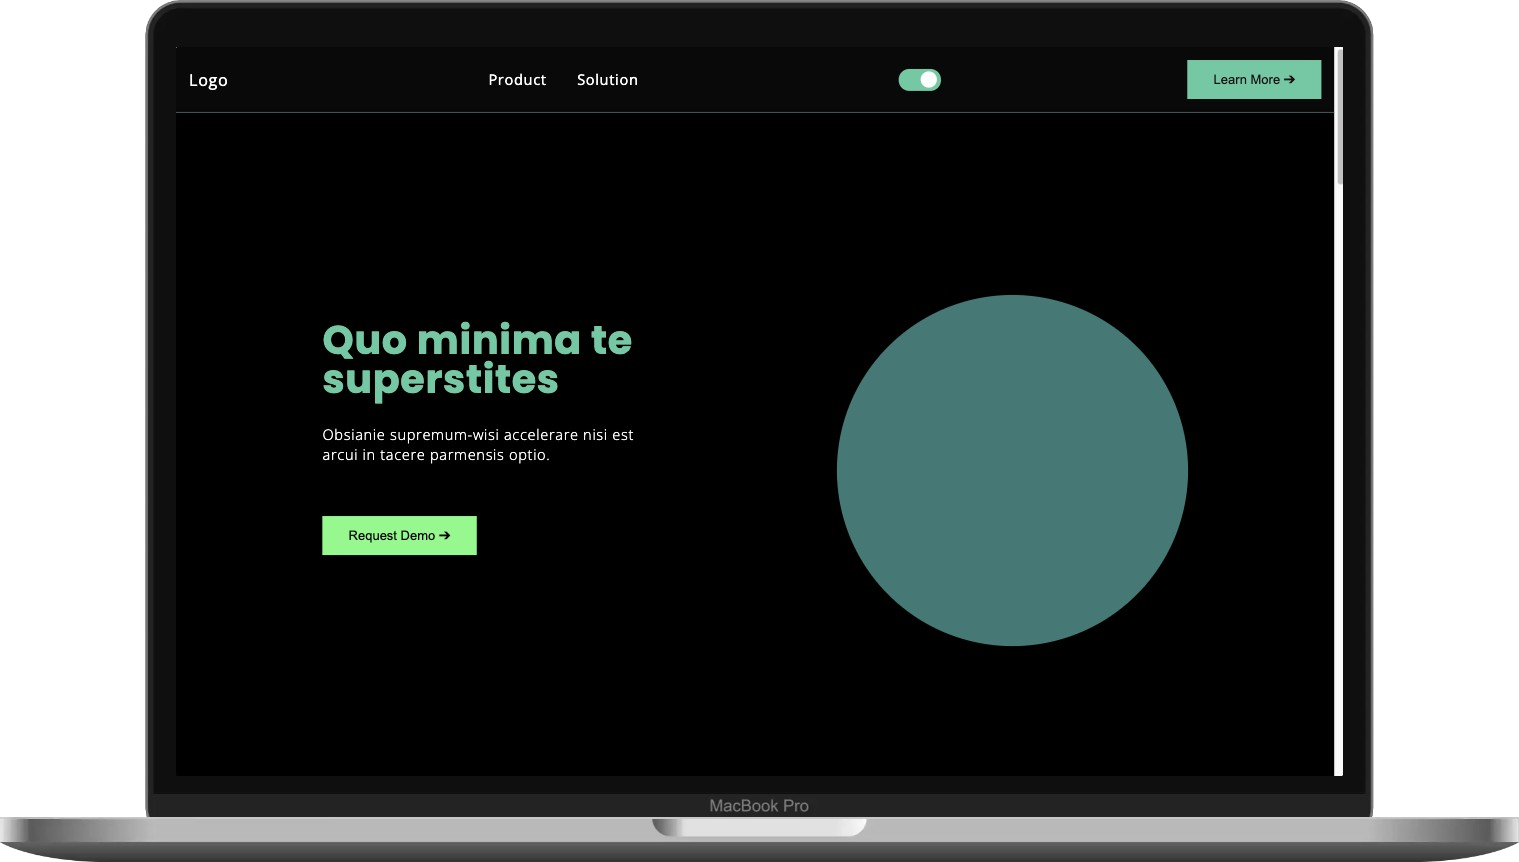 Logo
Product
Solution
Learn More →
Quo minima te
superstites
Obsianie supremum-wisi accelerare nisi est
arcui in tacere parmensis optio.
Request Demo →
MacBook Pro